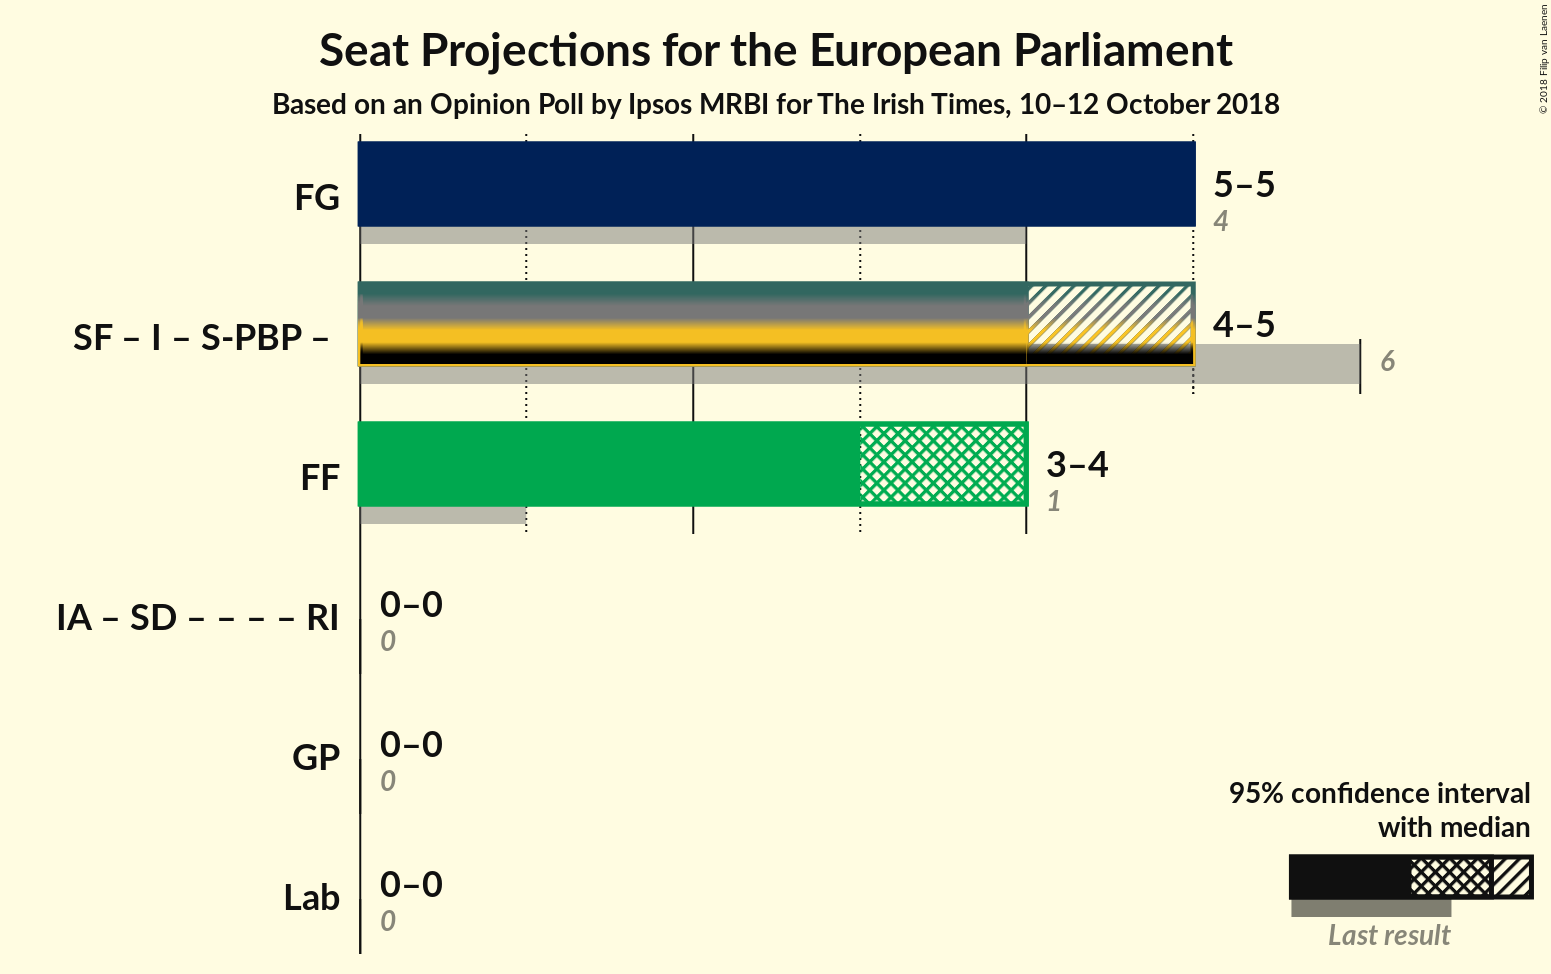 Seat Projections for the European Parliament
Based on an Opinion Poll by Ipsos MRBI for The Irish Times, 10–12 October 2018
© 2018 Filip van Laenen
FG
5–5
4
SF – I – S-PBP –
4–5
6
FF
3–4
1
IA – SD – – – – RI
0–0
0
GP
0–0
0
Lab
0–0
0
95% confidence interval
with median
Last result